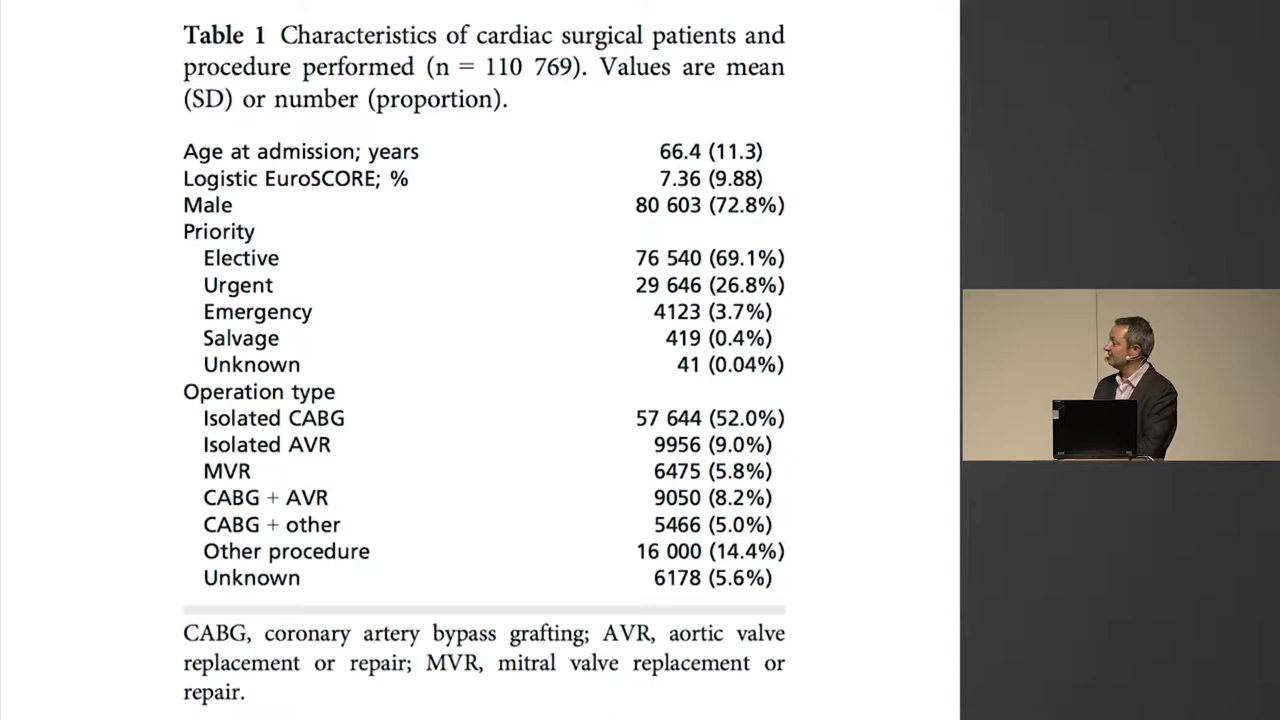 Table 1 Characteristics of cardiac surgical patients and
procedure performed (n = 110 769). Values are mean
(SD) or number (proportion).
Age at admission; years 66.4 (11.3)
Logistic EuroSCORE; % 7.36 (9.88)
Male 80 603 (72.8%)
Priority
Elective 76 540 (69.1%)
Urgent 29 646 (26.8%)
Emergency 4123 (3.7%)
Salvage 419 (0.4%)
Unknown 41 (0.04%)
Operation type
Isolated CABG 57 644 (52.0%)
Isolated AVR 9956 (9.0%)
MVR 6475 (5.8%)
CABG + AVR 9050 (8.2%)
CABG + other 5466 (5.0%)
Other procedure 16 000 (14.4%)
Unknown 6178 (5.6%)
CABG, coronary artery bypass grafting; AVR, aortic valve
replacement or repair; MVR, mitral valve replacement or
repair.